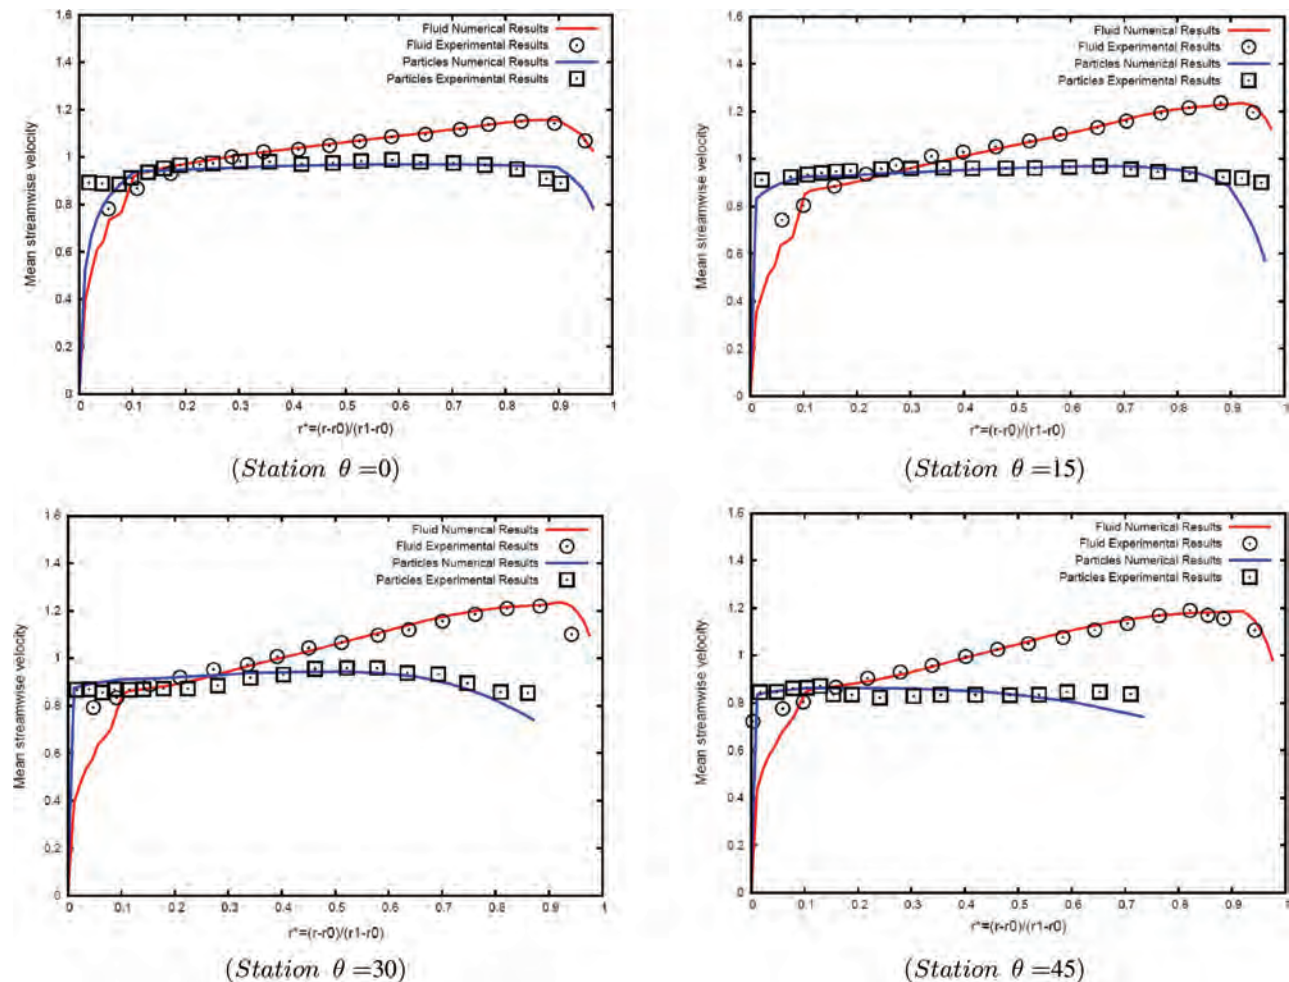 1.6
1.4
1.2
1
0.8
0.6
0.4
0.2
0
Mean streamwise velocity
Fluid Numerical Results
Fluid Experimental Results
Particles Numerical Results
Particles Experimental Results
0 0.1 0.2 0.3 0.4 0.5 0.6 0.7 0.8 0.9 1
r*=(r-r0)/(r1-r0)
(Station θ =0)
1.6
1.4
1.2
1
0.8
0.6
0.4
0.2
0
Mean streamwise velocity
Fluid Numerical Results
Fluid Experimental Results
Particles Numerical Results
Particles Experimental Results
0 0.1 0.2 0.3 0.4 0.5 0.6 0.7 0.8 0.9 1
r*=(r-r0)/(r1-r0)
(Station θ =15)
1.6
1.4
1.2
1
0.8
0.6
0.4
0.2
0
Mean streamwise velocity
Fluid Numerical Results
Fluid Experimental Results
Particles Numerical Results
Particles Experimental Results
0 0.1 0.2 0.3 0.4 0.5 0.6 0.7 0.8 0.9 1
r*=(r-r0)/(r1-r0)
(Station θ =30)
1.6
1.4
1.2
1
0.8
0.6
0.4
0.2
0
Mean streamwise velocity
Fluid Numerical Results
Fluid Experimental Results
Particles Numerical Results
Particles Experimental Results
0 0.1 0.2 0.3 0.4 0.5 0.6 0.7 0.8 0.9 1
r*=(r-r0)/(r1-r0)
(Station θ =45)